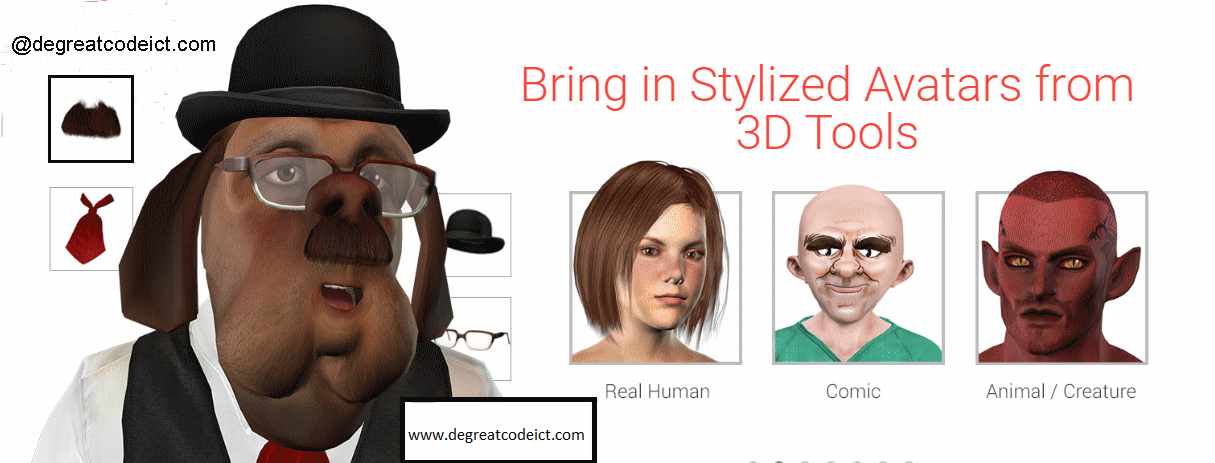 @degreatcodeict.com
Bring in Stylized Avatars from
3D Tools
Real Human
Comic
Animal / Creature
www.degreatcodeict.com